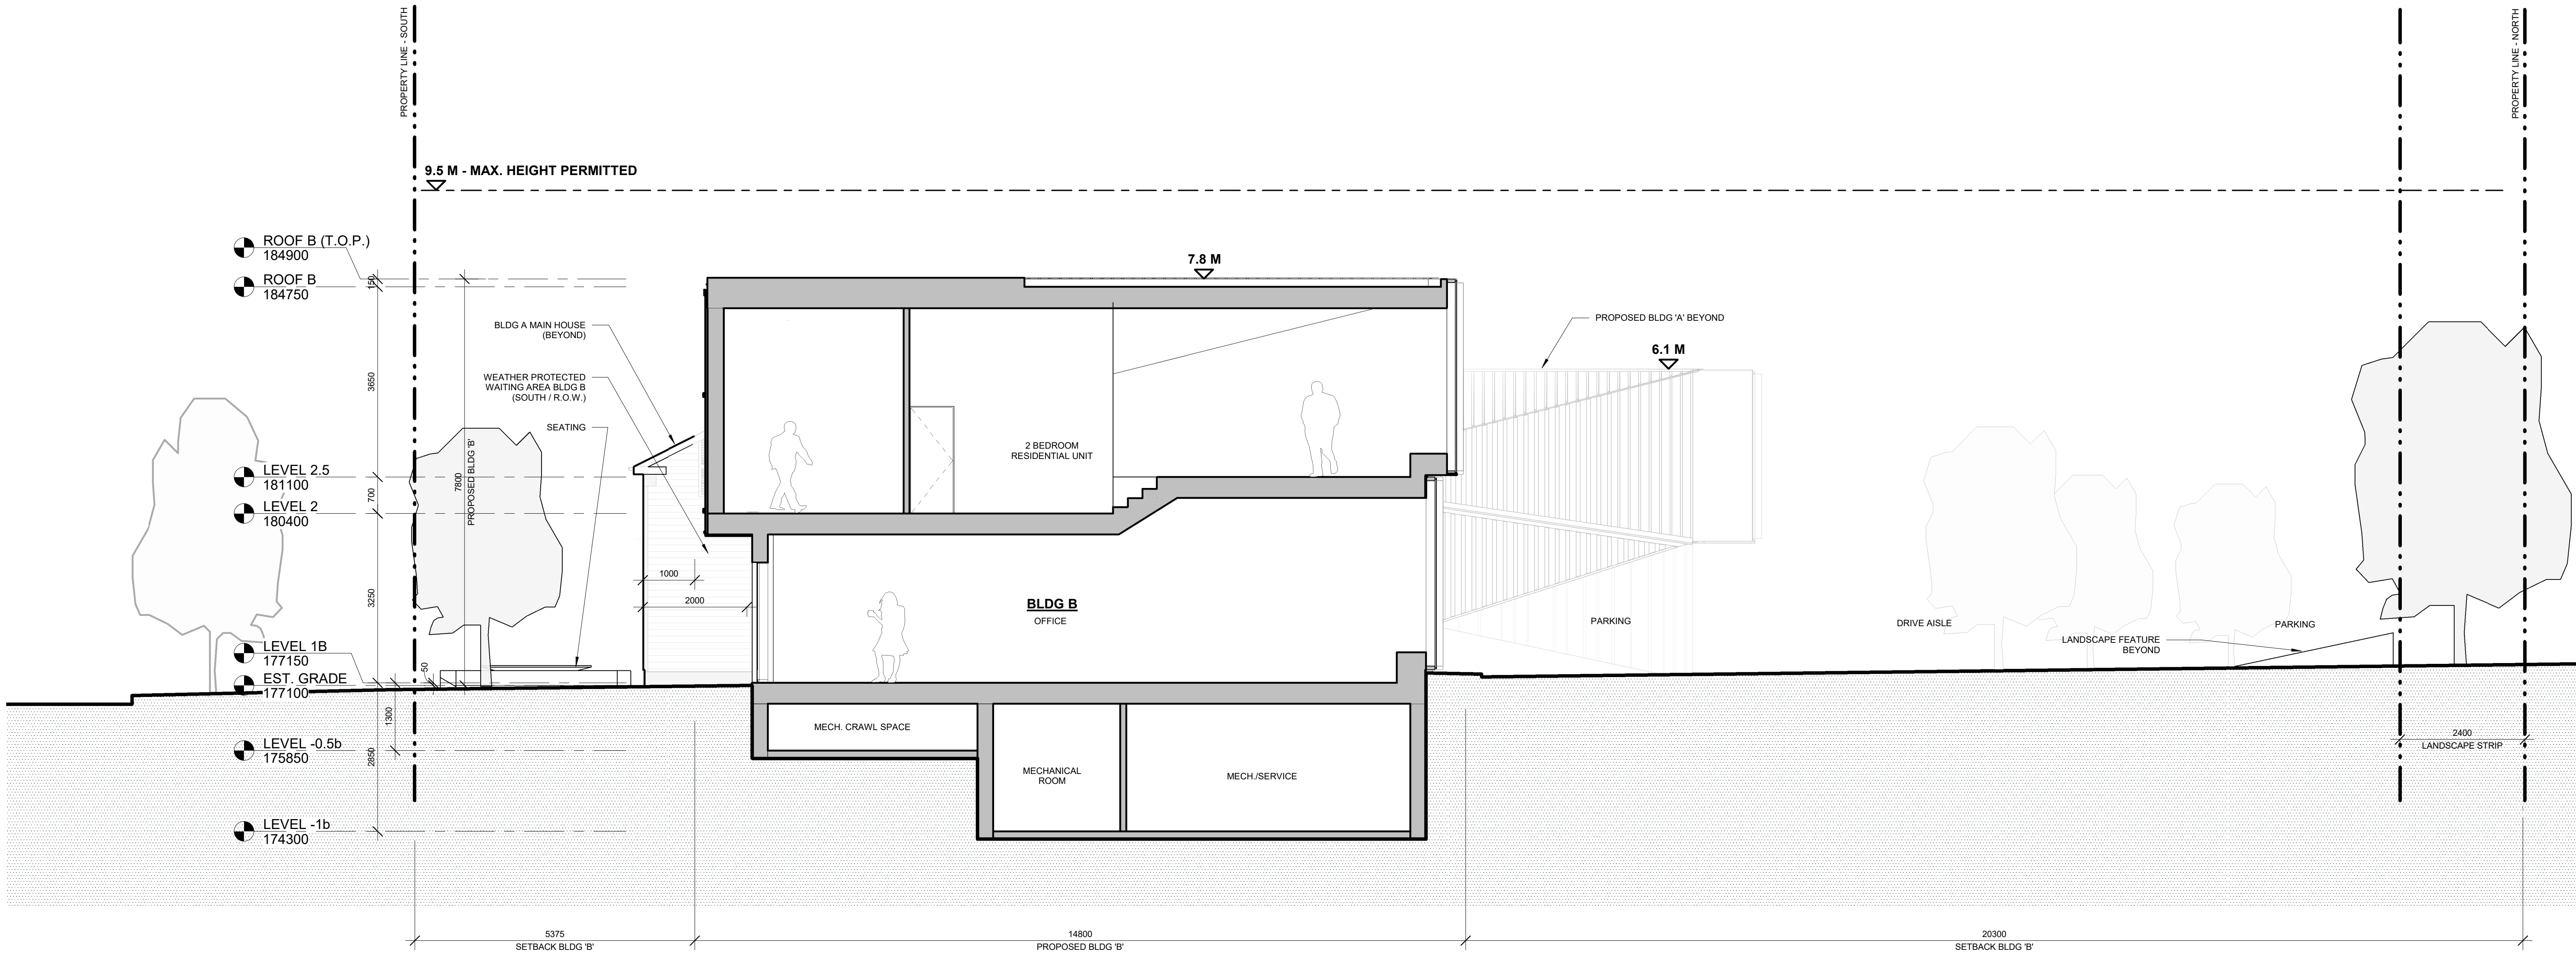 PROPERTY LINE - SOUTH
PROPERTY LINE - NORTH
9.5 M - MAX. HEIGHT PERMITTED
ROOF B (T.O.P.)
184900
ROOF B
184750
150
7.8 M
BLDG A MAIN HOUSE
(BEYOND)
PROPOSED BLDG 'A' BEYOND
6.1 M
WEATHER PROTECTED
WAITING AREA BLDG B
(SOUTH / R.O.W.)
3650
SEATING
2 BEDROOM
RESIDENTIAL UNIT
LEVEL 2.5
181100
700
7800
PROPOSED BLDG 'B'
LEVEL 2
180400
1000
2000
3250
BLDG B
OFFICE
PARKING
DRIVE AISLE
PARKING
LANDSCAPE FEATURE
BEYOND
LEVEL 1B
177150
50
EST. GRADE
177100
1300
MECH. CRAWL SPACE
LEVEL -0.5b
175850
2850
MECHANICAL
ROOM
MECH./SERVICE
2400
LANDSCAPE STRIP
LEVEL -1b
174300
5375
SETBACK BLDG 'B'
14800
PROPOSED BLDG 'B'
20300
SETBACK BLDG 'B'